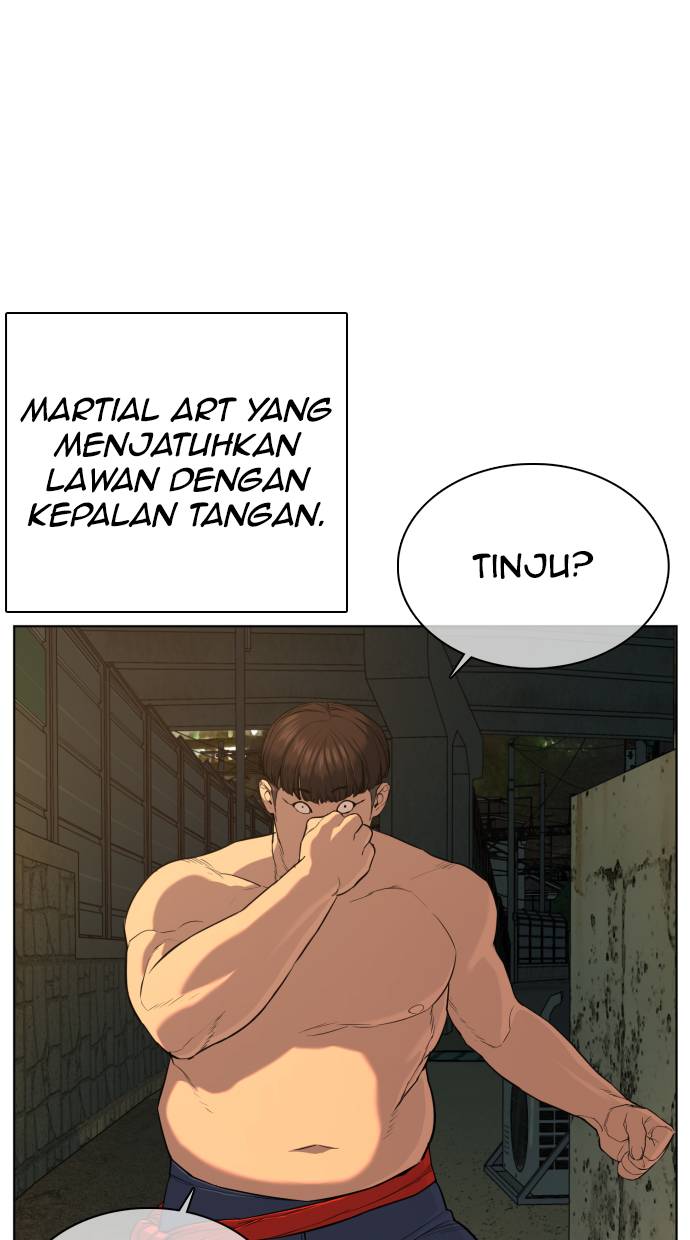 MARTIAL ART YANG
MENJATUHKAN
LAWAN DENGAN
KEPALAN TANGAN.
TINJU?